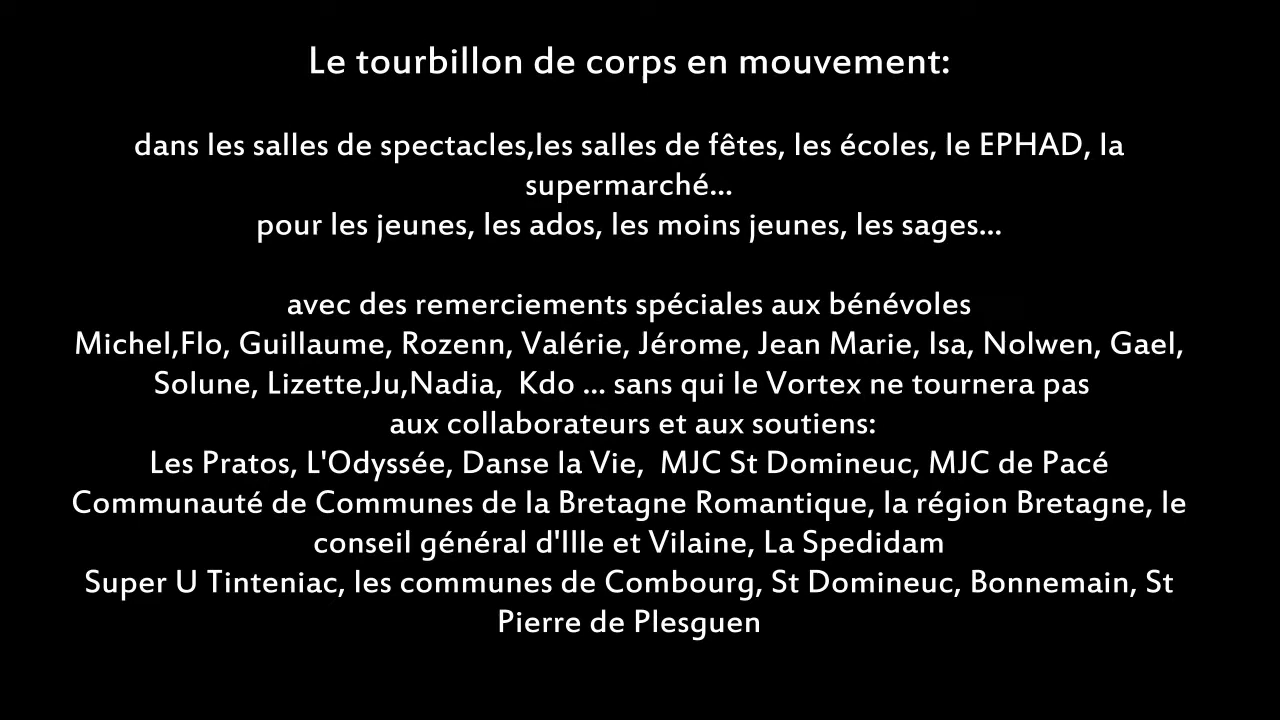 Le tourbillon de corps en mouvement:
dans les salles de spectacles,les salles de fêtes, les écoles, le EPHAD, la
supermarché...
pour les jeunes, les ados, les moins jeunes, les sages...
avec des remerciements spéciales aux bénévoles
Michel,Flo, Guillaume, Rozenn, Valérie, Jérome, Jean Marie, Isa, Nolwen, Gael,
Solune, Lizette,Ju,Nadia,  Kdo ... sans qui le Vortex ne tournera pas
aux collaborateurs et aux soutiens:
Les Pratos, L'Odyssée, Danse la Vie,  MJC St Domineuc, MJC de Pacé
Communauté de Communes de la Bretagne Romantique, la région Bretagne, le
conseil général d'Ille et Vilaine, La Spedidam
Super U Tinteniac, les communes de Combourg, St Domineuc, Bonnemain, St
Pierre de Plesguen